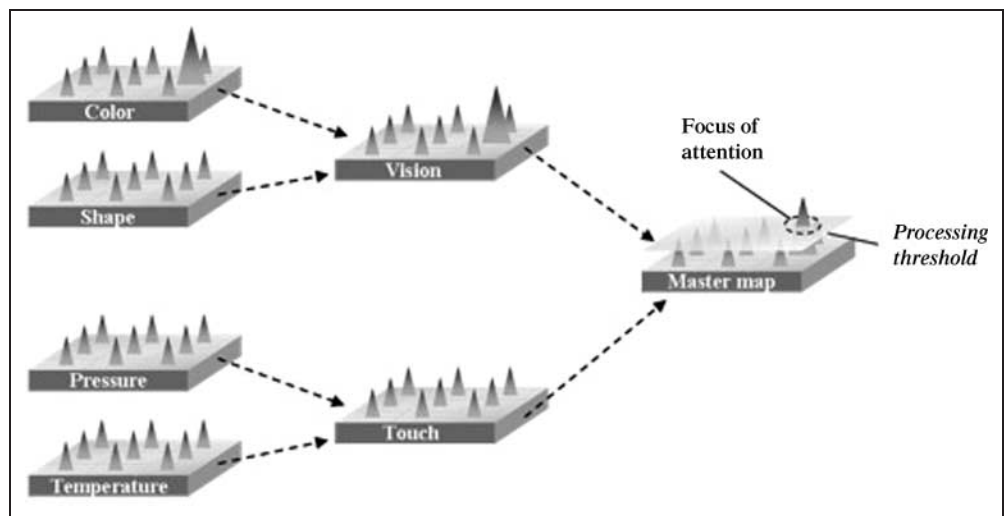 Color
Shape
Vision
Focus of
attention
Processing
threshold
Master map
Pressure
Temperature
Touch